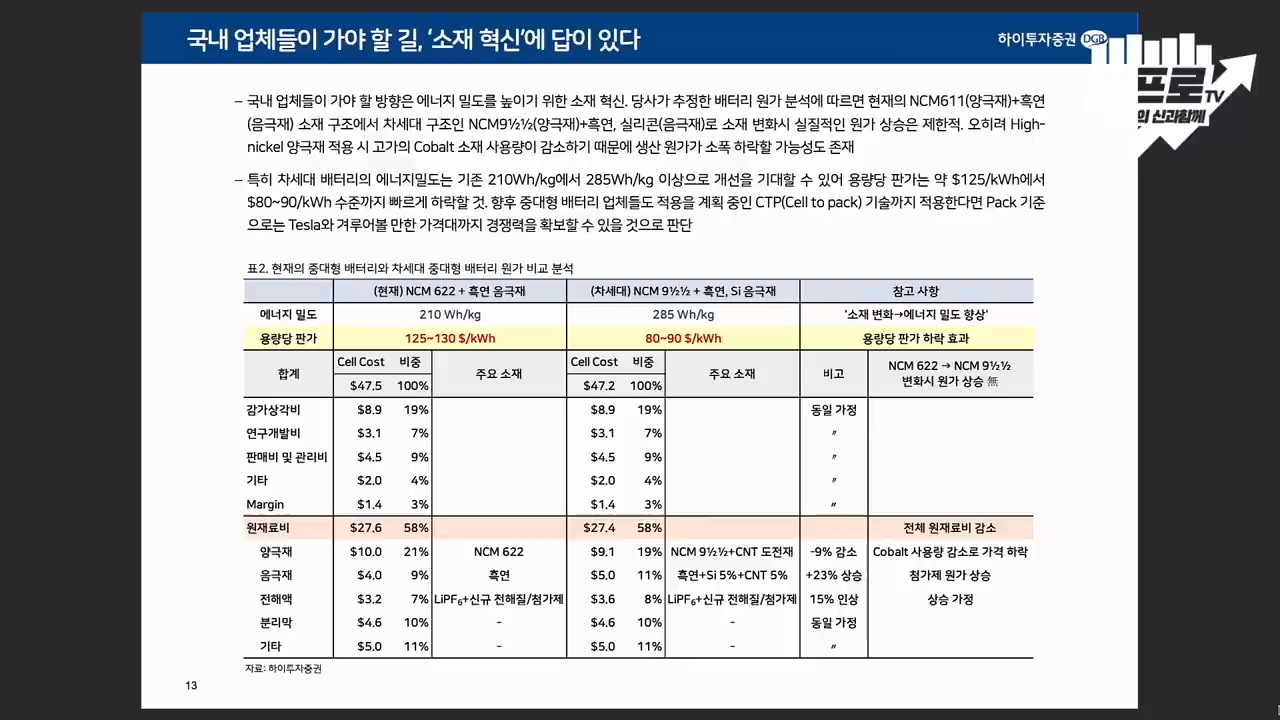 국내 업체들이 가야 할 길, ‘소재 혁신’에 답이 있다
하이투자증권 DGB
프로TV
의 신과함께
– 국내 업체들이 가야 할 방향은 에너지 밀도를 높이기 위한 소재 혁신. 당사가 추정한 배터리 원가 분석에 따르면 현재의 NCM611(양극재)+흑연
(음극재) 소재 구조에서 차세대 구조인 NCM9½½(양극재)+흑연, 실리콘(음극재)로 소재 변화시 실질적인 원가 상승은 제한적. 오히려 High-
nickel 양극재 적용 시 고가의 Cobalt 소재 사용량이 감소하기 때문에 생산 원가가 소폭 하락할 가능성도 존재
– 특히 차세대 배터리의 에너지밀도는 기존 210Wh/kg에서 285Wh/kg 이상으로 개선을 기대할 수 있어 용량당 판가는 약 $125/kWh에서
$80~90/kWh 수준까지 빠르게 하락할 것. 향후 중대형 배터리 업체들도 적용을 계획 중인 CTP(Cell to pack) 기술까지 적용한다면 Pack 기준
으로는 Tesla와 겨루어볼 만한 가격대까지 경쟁력을 확보할 수 있을 것으로 판단
표2. 현재의 중대형 배터리와 차세대 중대형 배터리 원가 비교 분석
(현재) NCM 622 + 흑연 음극재 (차세대) NCM 9½½ + 흑연, Si 음극재 참고 사항
에너지 밀도 210 Wh/kg 285 Wh/kg ‘소재 변화→에너지 밀도 향상’
용량당 판가 125~130 $/kWh 80~90 $/kWh 용량당 판가 하락 효과
합계 Cell Cost 비중 주요 소재 Cell Cost 비중 주요 소재 비고 NCM 622 → NCM 9½½
$47.5 100% $47.2 100% 변화시 원가 상승 無
감가상각비 $8.9 19% $8.9 19% 동일 가정
연구개발비 $3.1 7% $3.1 7% 〃
판매비 및 관리비 $4.5 9% $4.5 9% 〃
기타 $2.0 4% $2.0 4% 〃
Margin $1.4 3% $1.4 3% 〃
원재료비 $27.6 58% $27.4 58% 전체 원재료비 감소
양극재 $10.0 21% NCM 622 $9.1 19% NCM 9½½+CNT 도전재 -9% 감소 Cobalt 사용량 감소로 가격 하락
음극재 $4.0 9% 흑연 $5.0 11% 흑연+Si 5%+CNT 5% +23% 상승 첨가제 원가 상승
전해액 $3.2 7% LiPF₆+신규 전해질/첨가제 $3.6 8% LiPF₆+신규 전해질/첨가제 15% 인상 상승 가정
분리막 $4.6 10% - $4.6 10% - 동일 가정
기타 $5.0 11% - $5.0 11% - 〃
자료: 하이투자증권
13